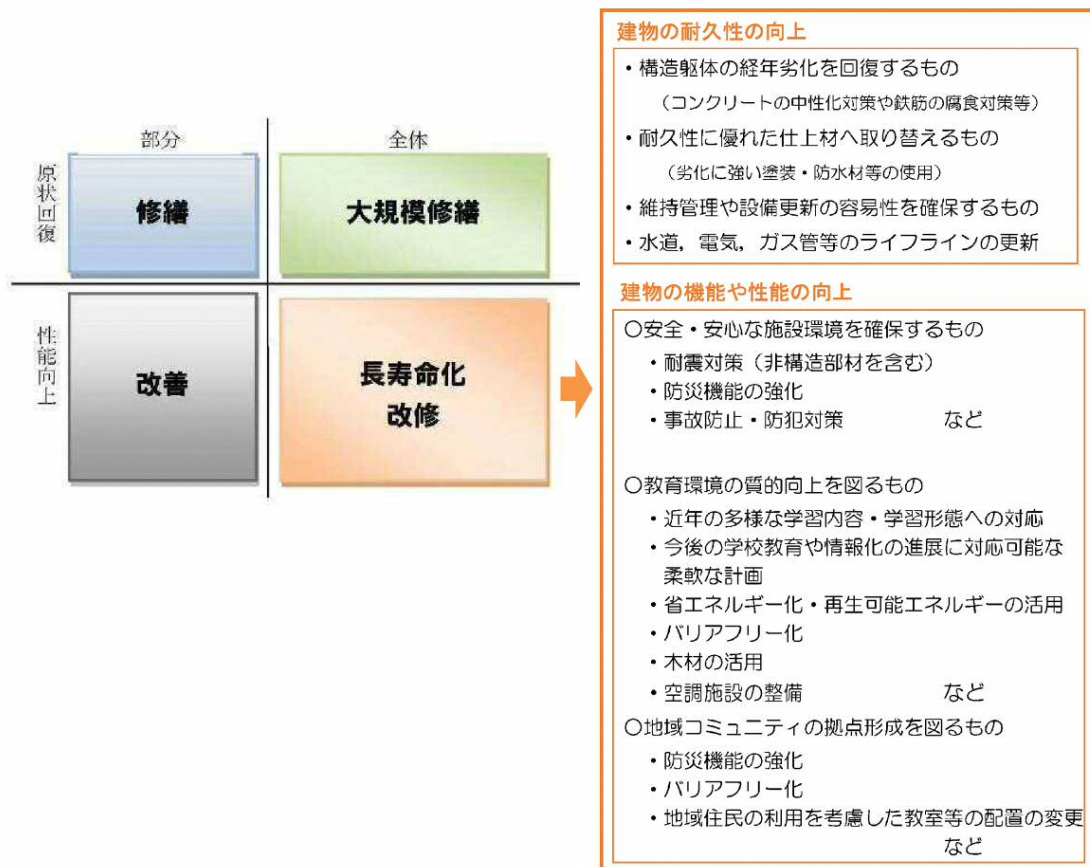 部分
全体
原状回復
修繕
大規模修繕
性能向上
改善
長寿命化
改修
建物の耐久性の向上
・構造躯体の経年劣化を回復するもの
(コンクリートの中性化対策や鉄筋の腐食対策等)
・耐久性に優れた仕上材へ取り替えるもの
(劣化に強い塗装・防水材等の使用)
・維持管理や設備更新の容易性を確保するもの
・水道,電気,ガス管等のライフラインの更新
建物の機能や性能の向上
○安全・安心な施設環境を確保するもの
・耐震対策(非構造部材を含む)
・防災機能の強化
・事故防止・防犯対策 など
○教育環境の質的向上を図るもの
・近年の多様な学習内容・学習形態への対応
・今後の学校教育や情報化の進展に対応可能な
柔軟な計画
・省エネルギー化・再生可能エネルギーの活用
・バリアフリー化
・木材の活用
・空調施設の整備 など
○地域コミュニティの拠点形成を図るもの
・防災機能の強化
・バリアフリー化
・地域住民の利用を考慮した教室等の配置の変更
など